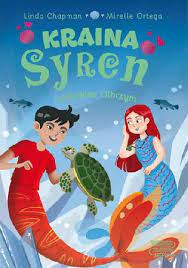 Linda Chapman Mirelle Ortega
KRAINA
Syren